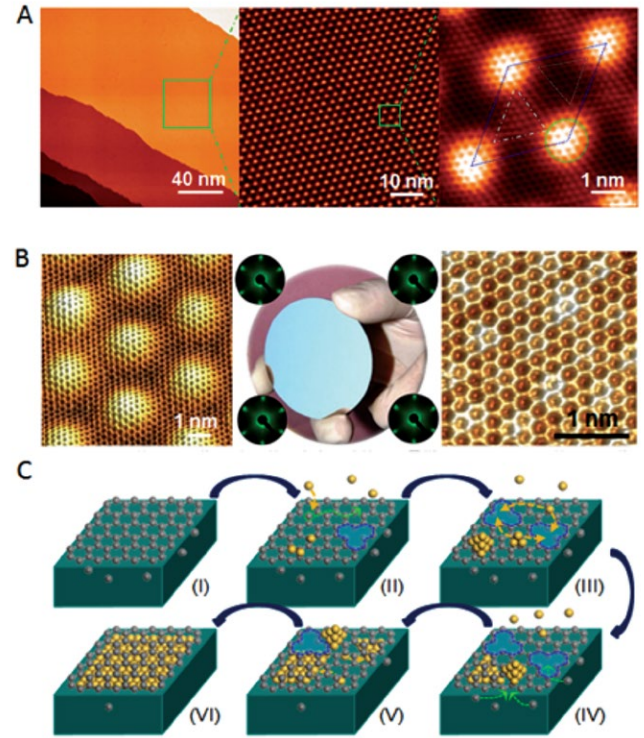 A
40 nm
10 nm
1 nm
B
1 nm
1 nm
C
(I)
(II)
(III)
(VI)
(V)
(IV)